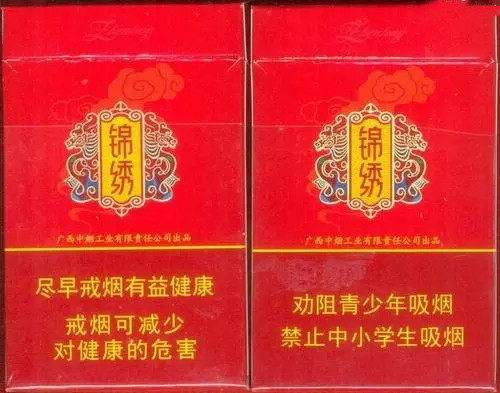 锦绣
广西中烟工业有限责任公司出品
尽早戒烟有益健康
戒烟可减少
对健康的危害
锦绣
广西中烟工业有限责任公司出品
劝阻青少年吸烟
禁止中小学生吸烟